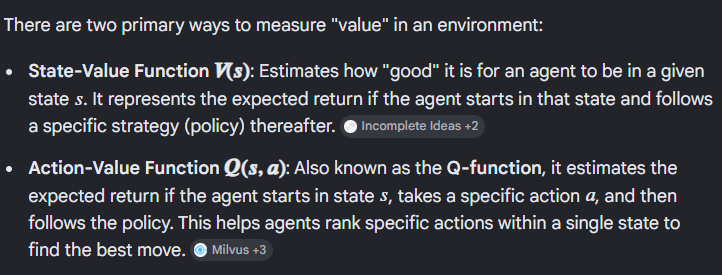 There are two primary ways to measure "value" in an environment:
• State-Value Function V(s): Estimates how "good" it is for an agent to be in a given
state s. It represents the expected return if the agent starts in that state and follows
a specific strategy (policy) thereafter. Incomplete Ideas +2
• Action-Value Function Q(s, a): Also known as the Q-function, it estimates the
expected return if the agent starts in state s, takes a specific action a, and then
follows the policy. This helps agents rank specific actions within a single state to
find the best move. Milvus +3